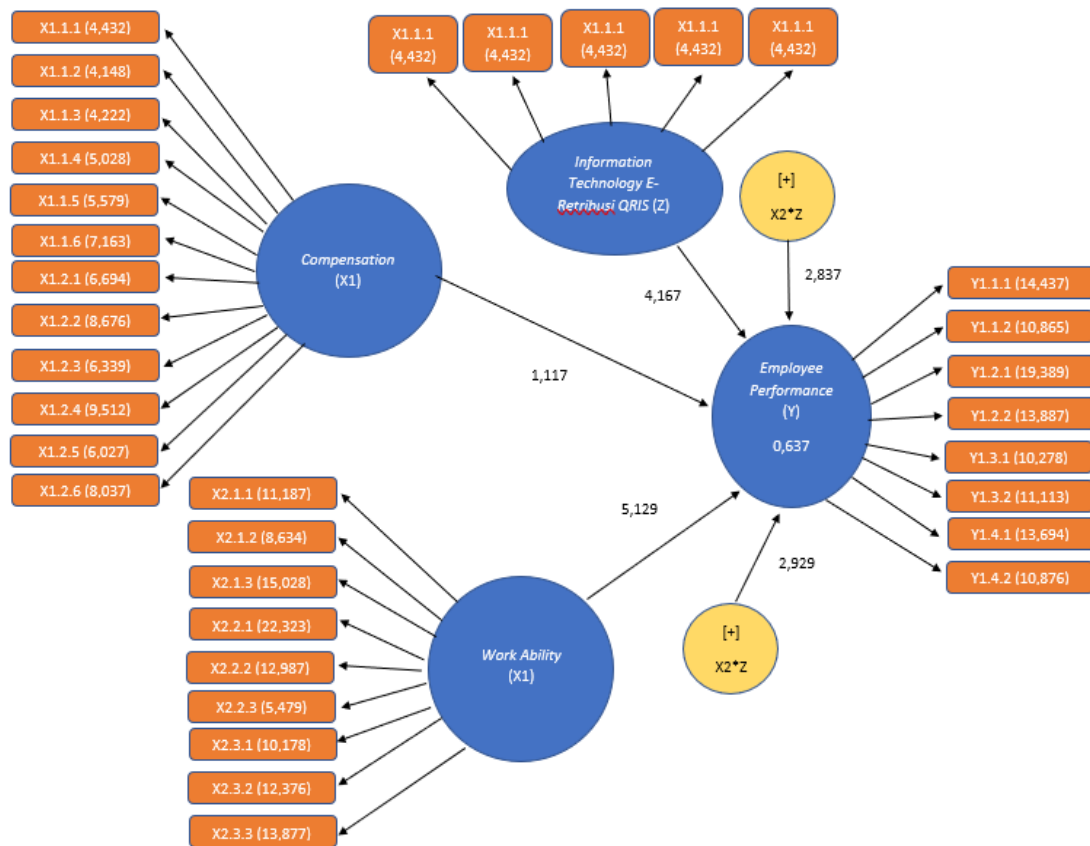 X1.1.1 (4,432)
X1.1.2 (4,148)
X1.1.3 (4,222)
X1.1.4 (5,028)
X1.1.5 (5,579)
X1.1.6 (7,163)
X1.2.1 (6,694)
X1.2.2 (8,676)
X1.2.3 (6,339)
X1.2.4 (9,512)
X1.2.5 (6,027)
X1.2.6 (8,037)
Compensation
(X1)
X1.1.1
(4,432)
X1.1.1
(4,432)
X1.1.1
(4,432)
X1.1.1
(4,432)
X1.1.1
(4,432)
Information
Technology E-
Retribusi QRIS (Z)
[+]
X2*Z
2,837
4,167
1,117
Employee
Performance
(Y)
0,637
Y1.1.1 (14,437)
Y1.1.2 (10,865)
Y1.2.1 (19,389)
Y1.2.2 (13,887)
Y1.3.1 (10,278)
Y1.3.2 (11,113)
Y1.4.1 (13,694)
Y1.4.2 (10,876)
X2.1.1 (11,187)
X2.1.2 (8,634)
X2.1.3 (15,028)
X2.2.1 (22,323)
X2.2.2 (12,987)
X2.2.3 (5,479)
X2.3.1 (10,178)
X2.3.2 (12,376)
X2.3.3 (13,877)
Work Ability
(X1)
5,129
2,929
[+]
X2*Z